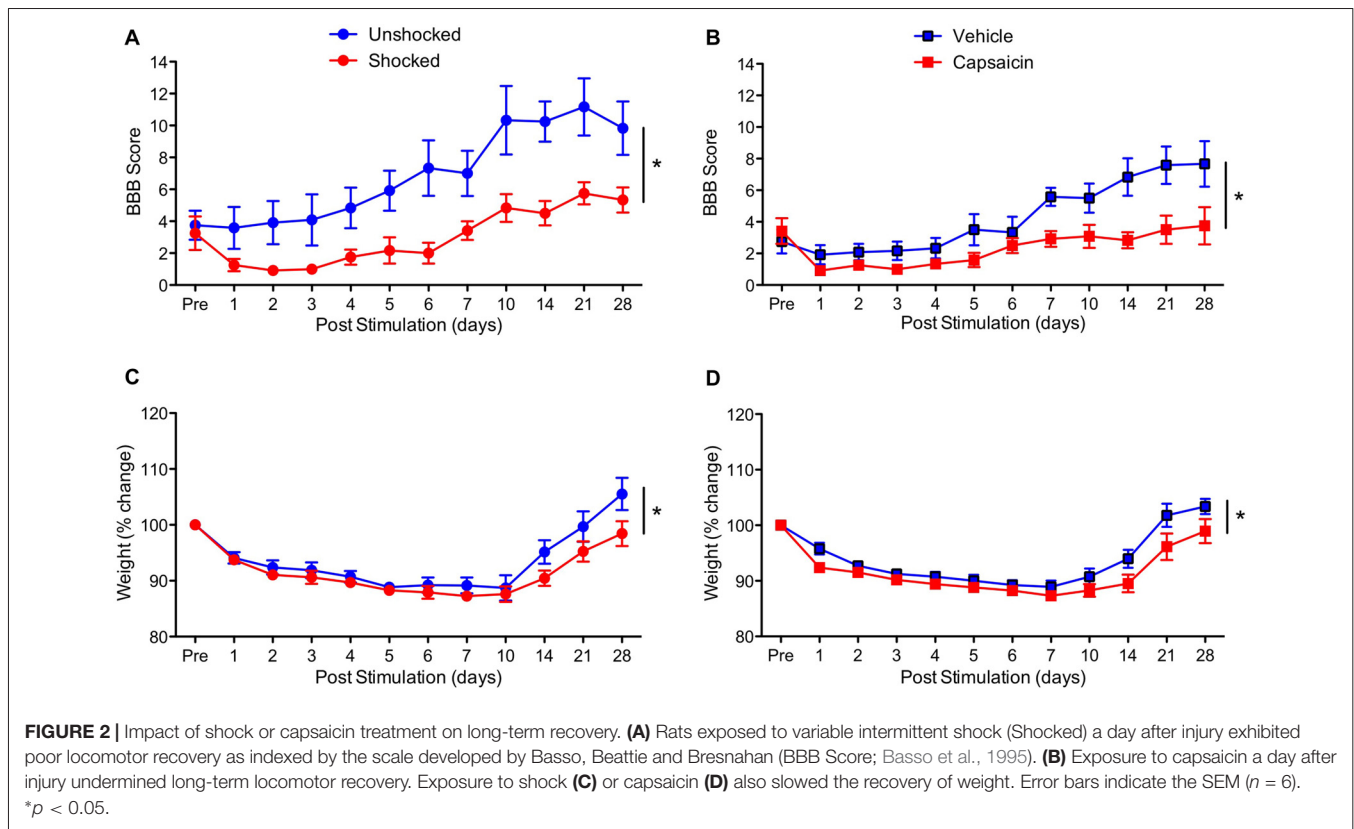 A
Unshocked
Shocked
14
12
10
8
6
4
2
0
BBB Score
*
Pre 1 2 3 4 5 6 7 10 14 21 28
Post Stimulation (days)
B
Vehicle
Capsaicin
14
12
10
8
6
4
2
0
BBB Score
*
Pre 1 2 3 4 5 6 7 10 14 21 28
Post Stimulation (days)
C
120
110
100
90
80
Weight (% change)
*
Pre 1 2 3 4 5 6 7 10 14 21 28
Post Stimulation (days)
D
120
110
100
90
80
Weight (% change)
*
Pre 1 2 3 4 5 6 7 10 14 21 28
Post Stimulation (days)
FIGURE 2 | Impact of shock or capsaicin treatment on long-term recovery. (A) Rats exposed to variable intermittent shock (Shocked) a day after injury exhibited
poor locomotor recovery as indexed by the scale developed by Basso, Beattie and Bresnahan (BBB Score; Basso et al., 1995). (B) Exposure to capsaicin a day after
injury undermined long-term locomotor recovery. Exposure to shock (C) or capsaicin (D) also slowed the recovery of weight. Error bars indicate the SEM (n = 6).
*p < 0.05.